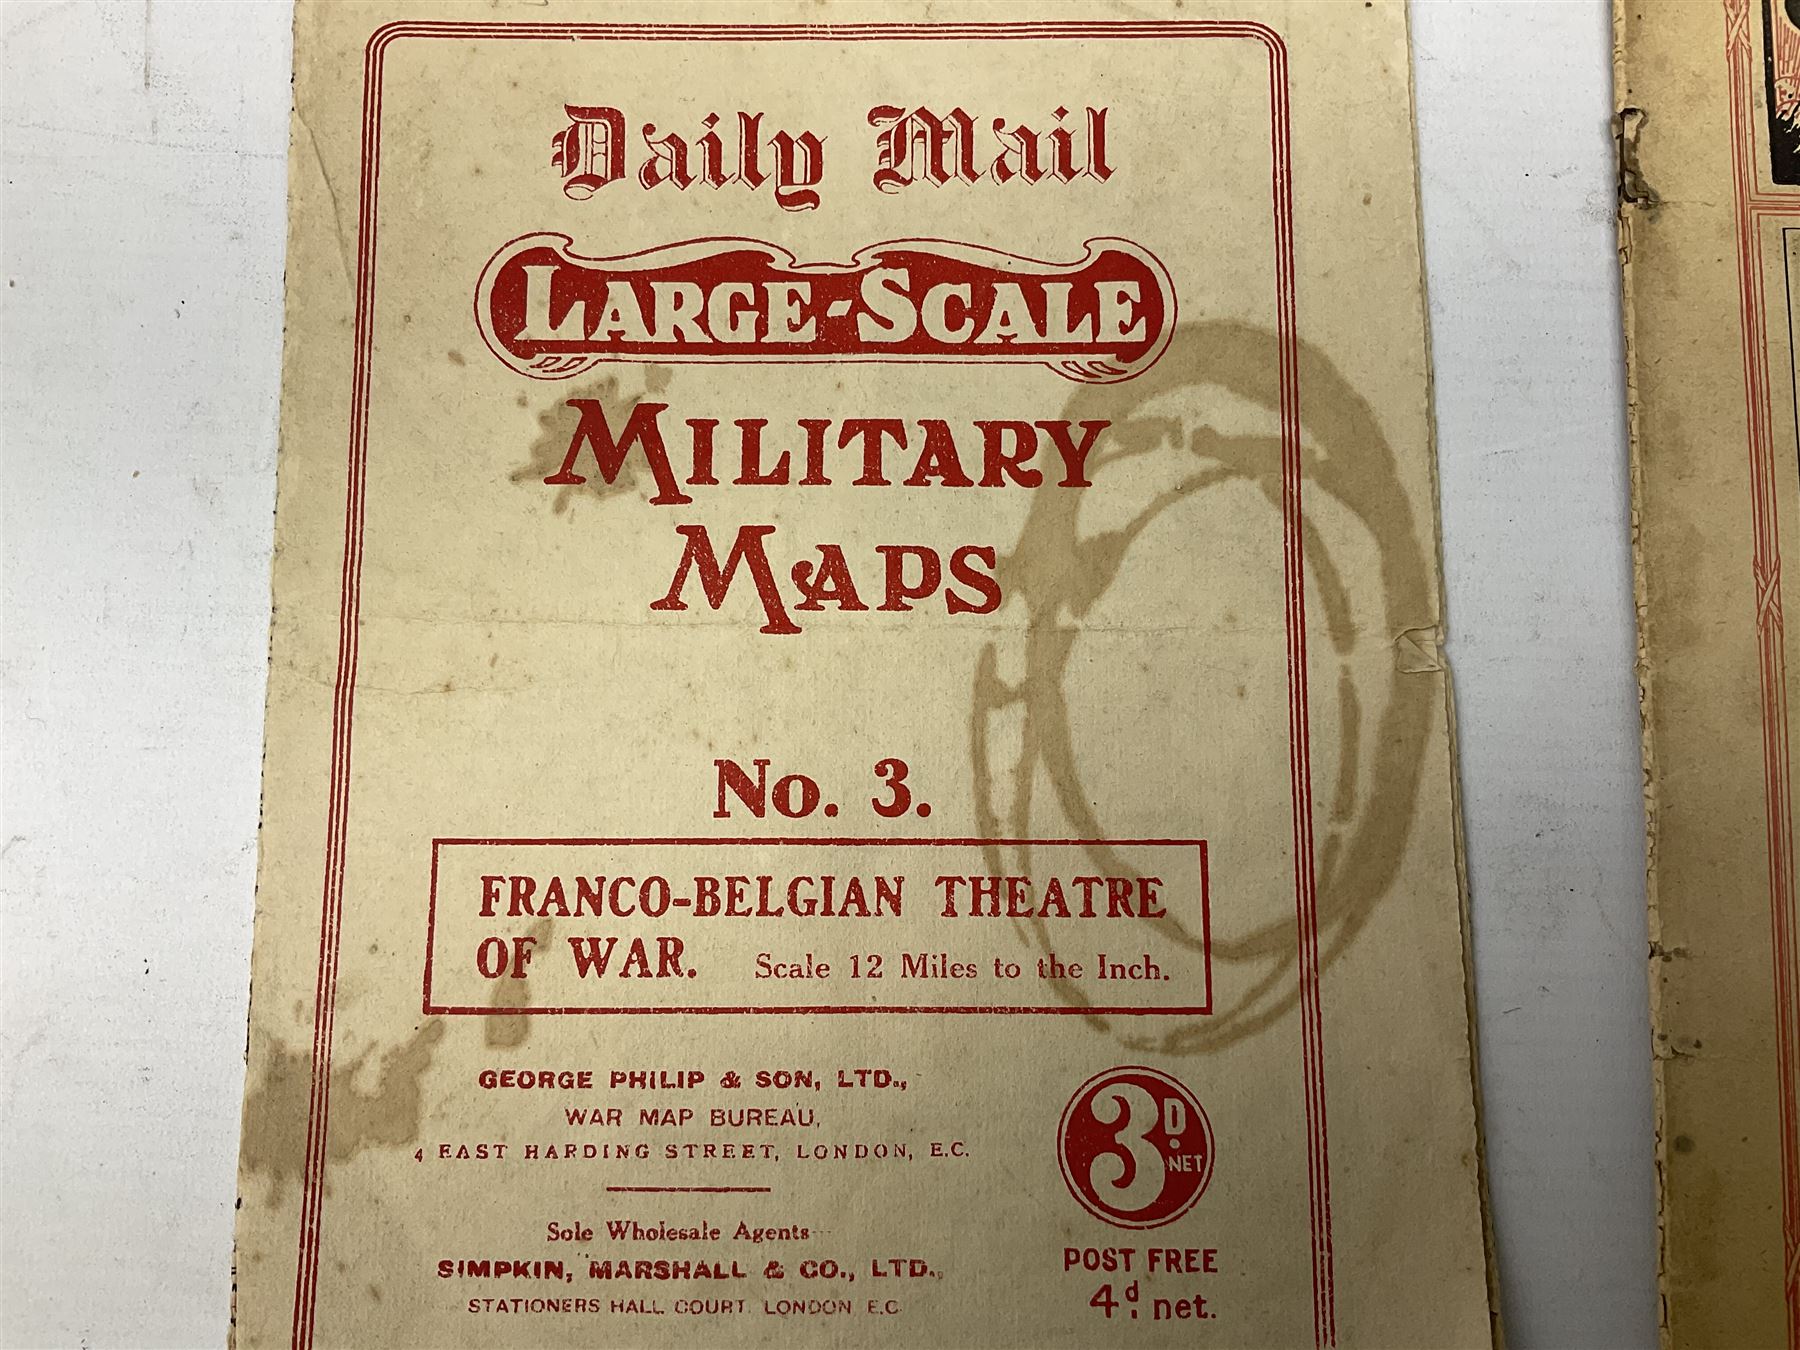 Daily Mail
LARGE-SCALE
MILITARY
MAPS
No. 3.
FRANCO-BELGIAN THEATRE
OF WAR. Scale 12 Miles to the Inch.
GEORGE PHILIP & SON, LTD.,
WAR MAP BUREAU,
4 EAST HARDING STREET, LONDON, E.C.
Sole Wholesale Agents
SIMPKIN, MARSHALL & CO., LTD.,
STATIONERS HALL COURT. LONDON E.C.
3D. NET
POST FREE
4d. net.